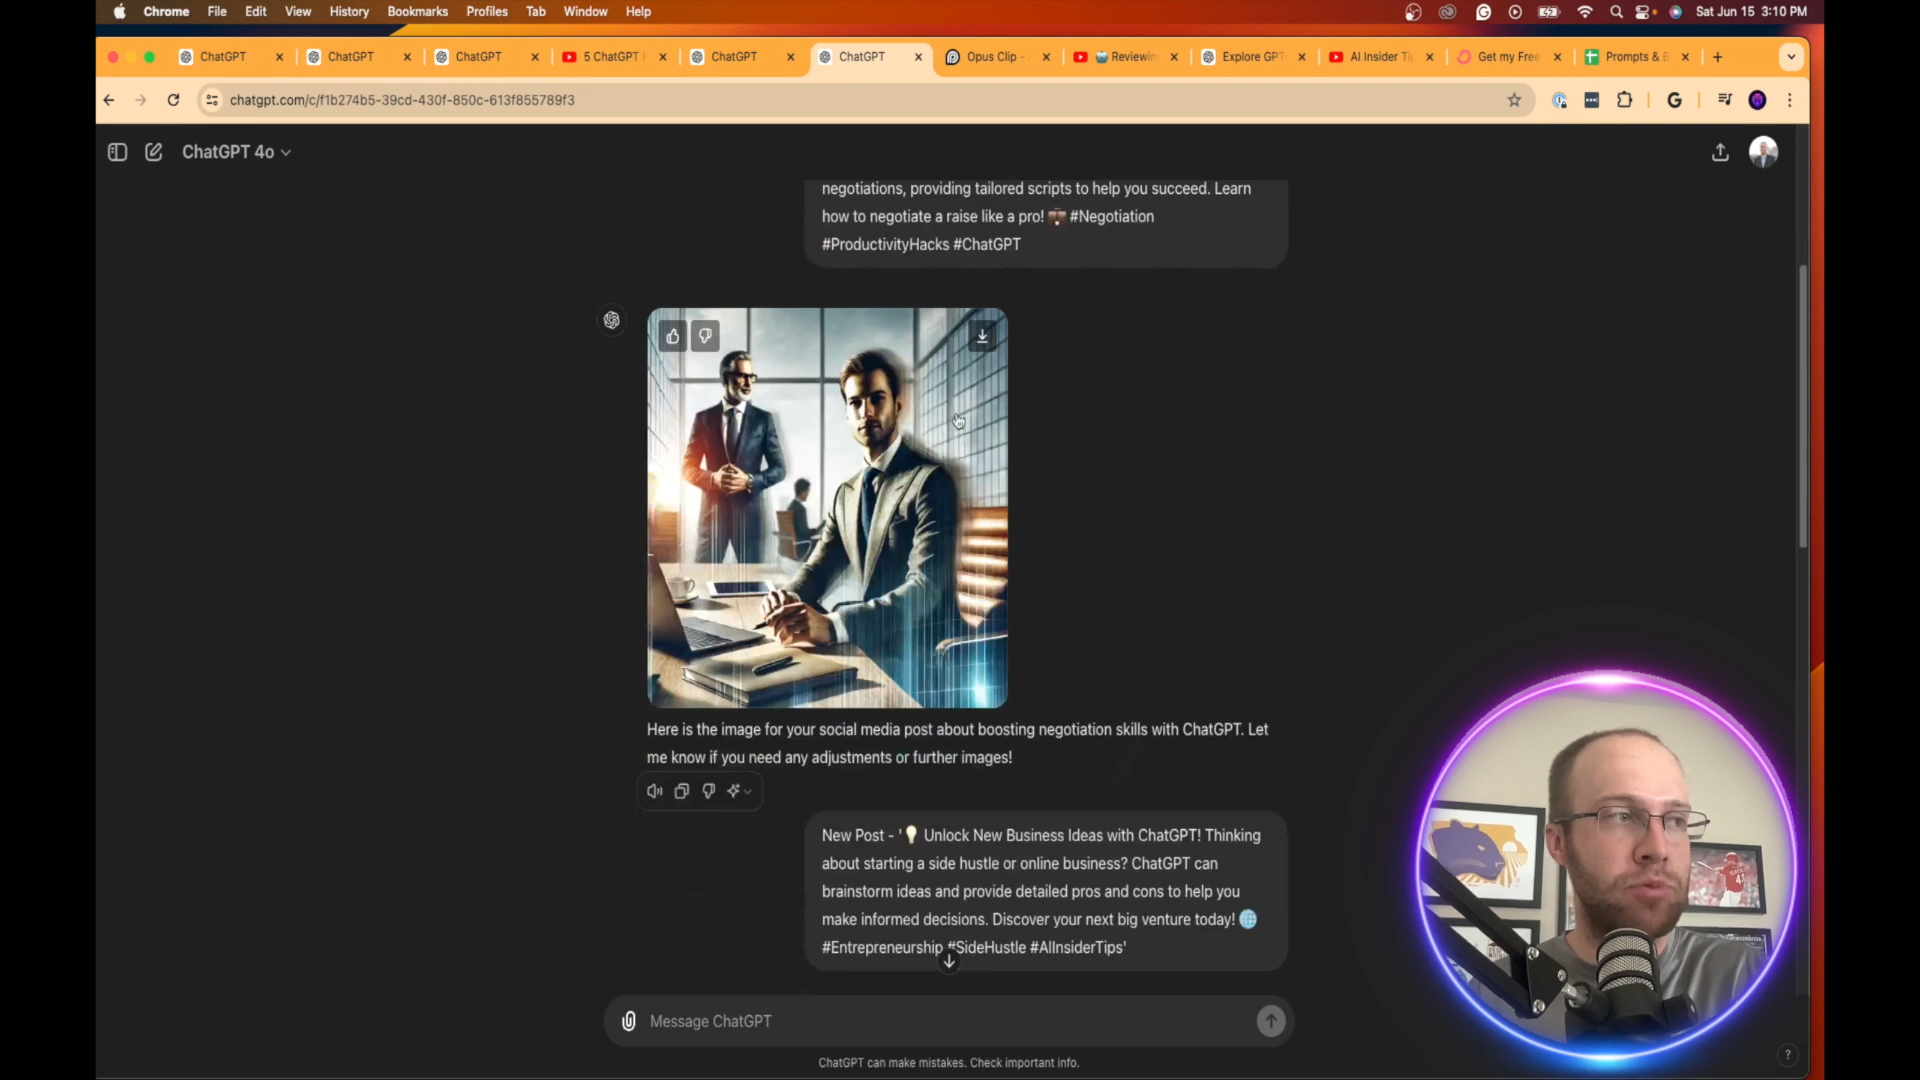 Chrome File Edit View History Bookmarks Profiles Tab Window Help Sat Jun 15 3:10 PM
ChatGPT ChatGPT ChatGPT 5 ChatGPT ChatGPT ChatGPT Opus Clip - Reviewing Explore GPT AI Insider Ti Get my Free Prompts & B
chatgpt.com/c/f1b274b5-39cd-430f-850c-613f855789f3
ChatGPT 4o
negotiations, providing tailored scripts to help you succeed. Learn
how to negotiate a raise like a pro! 💼 #Negotiation
#ProductivityHacks #ChatGPT
Here is the image for your social media post about boosting negotiation skills with ChatGPT. Let
me know if you need any adjustments or further images!
New Post - '💡 Unlock New Business Ideas with ChatGPT! Thinking
about starting a side hustle or online business? ChatGPT can
brainstorm ideas and provide detailed pros and cons to help you
make informed decisions. Discover your next big venture today! 🌐
#Entrepreneurship #SideHustle #AIInsiderTips'
Message ChatGPT
ChatGPT can make mistakes. Check important info.
?